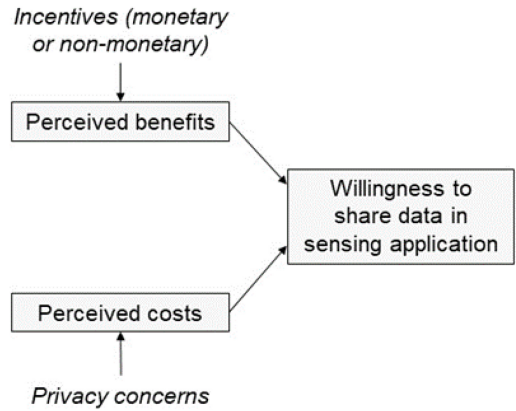 Incentives (monetary
or non-monetary)
Perceived benefits
Willingness to
share data in
sensing application
Perceived costs
Privacy concerns